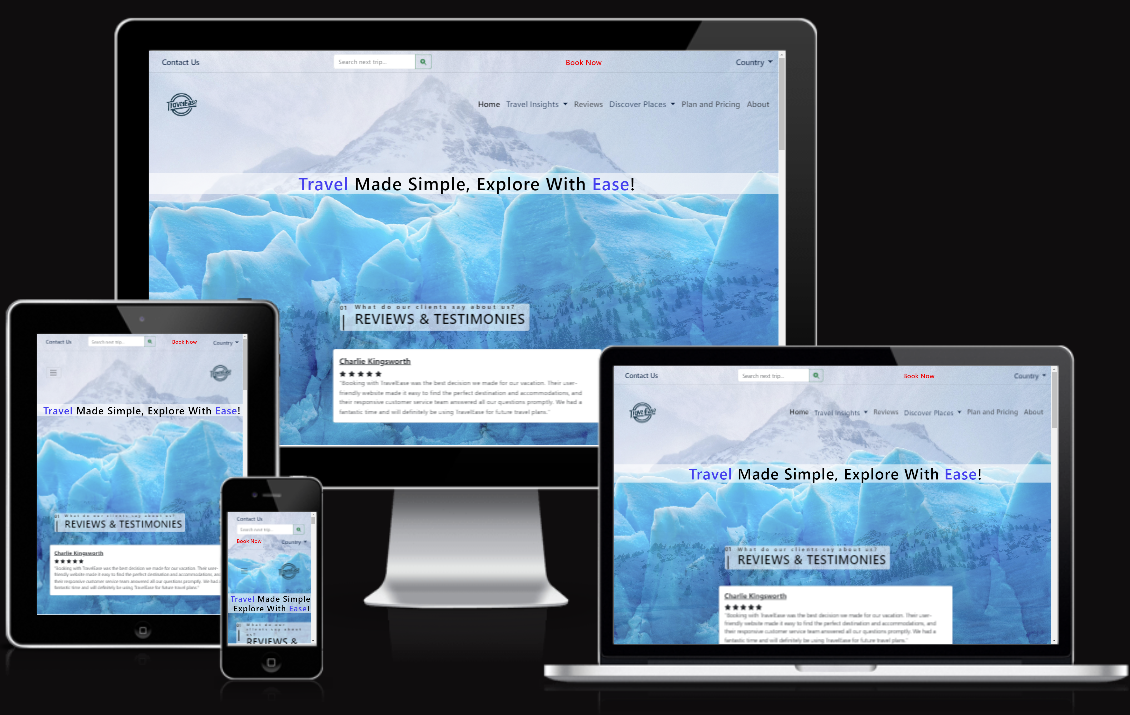 Contact Us
Search next trip...
Book Now
Country
TravelEase
Home Travel Insights Reviews Discover Places Plan and Pricing About
Travel Made Simple, Explore With Ease!
01 What do our clients say about us?
REVIEWS & TESTIMONIES
Charlie Kingsworth
"Booking with TravelEase was the best decision we made for our vacation. Their user-
friendly website made it easy to find the perfect destination and accommodations, and
their responsive customer service team answered all our questions promptly. We had a
fantastic time and will definitely be using TravelEase for future travel plans."
Contact Us
Search next trip...
Book Now
Country
TravelEase
Travel Made Simple, Explore With Ease!
01 What do our clients say about us?
REVIEWS & TESTIMONIES
Charlie Kingsworth
"Booking with TravelEase was the best decision we made for our vacation. Their user-
friendly website made it easy to find the perfect destination and accommodations, and
their responsive customer service team answered all our questions promptly. We had a
fantastic time and will definitely be using TravelEase for future travel plans."
Contact Us
Search next trip...
Book Now
Country
TravelEase
Travel Made Simple,
Explore With Ease!
What do our
clients say about
us?
REVIEWS &
Contact Us
Search next trip...
Book Now
Country
TravelEase
Home Travel Insights Reviews Discover Places Plan and Pricing About
Travel Made Simple, Explore With Ease!
01 What do our clients say about us?
REVIEWS & TESTIMONIES
Charlie Kingsworth
"Booking with TravelEase was the best decision we made for our vacation. Their user-
friendly website made it easy to find the perfect destination and accommodations, and
their responsive customer service team answered all our questions promptly. We had a
fantastic time and will definitely be using TravelEase for future travel plans."